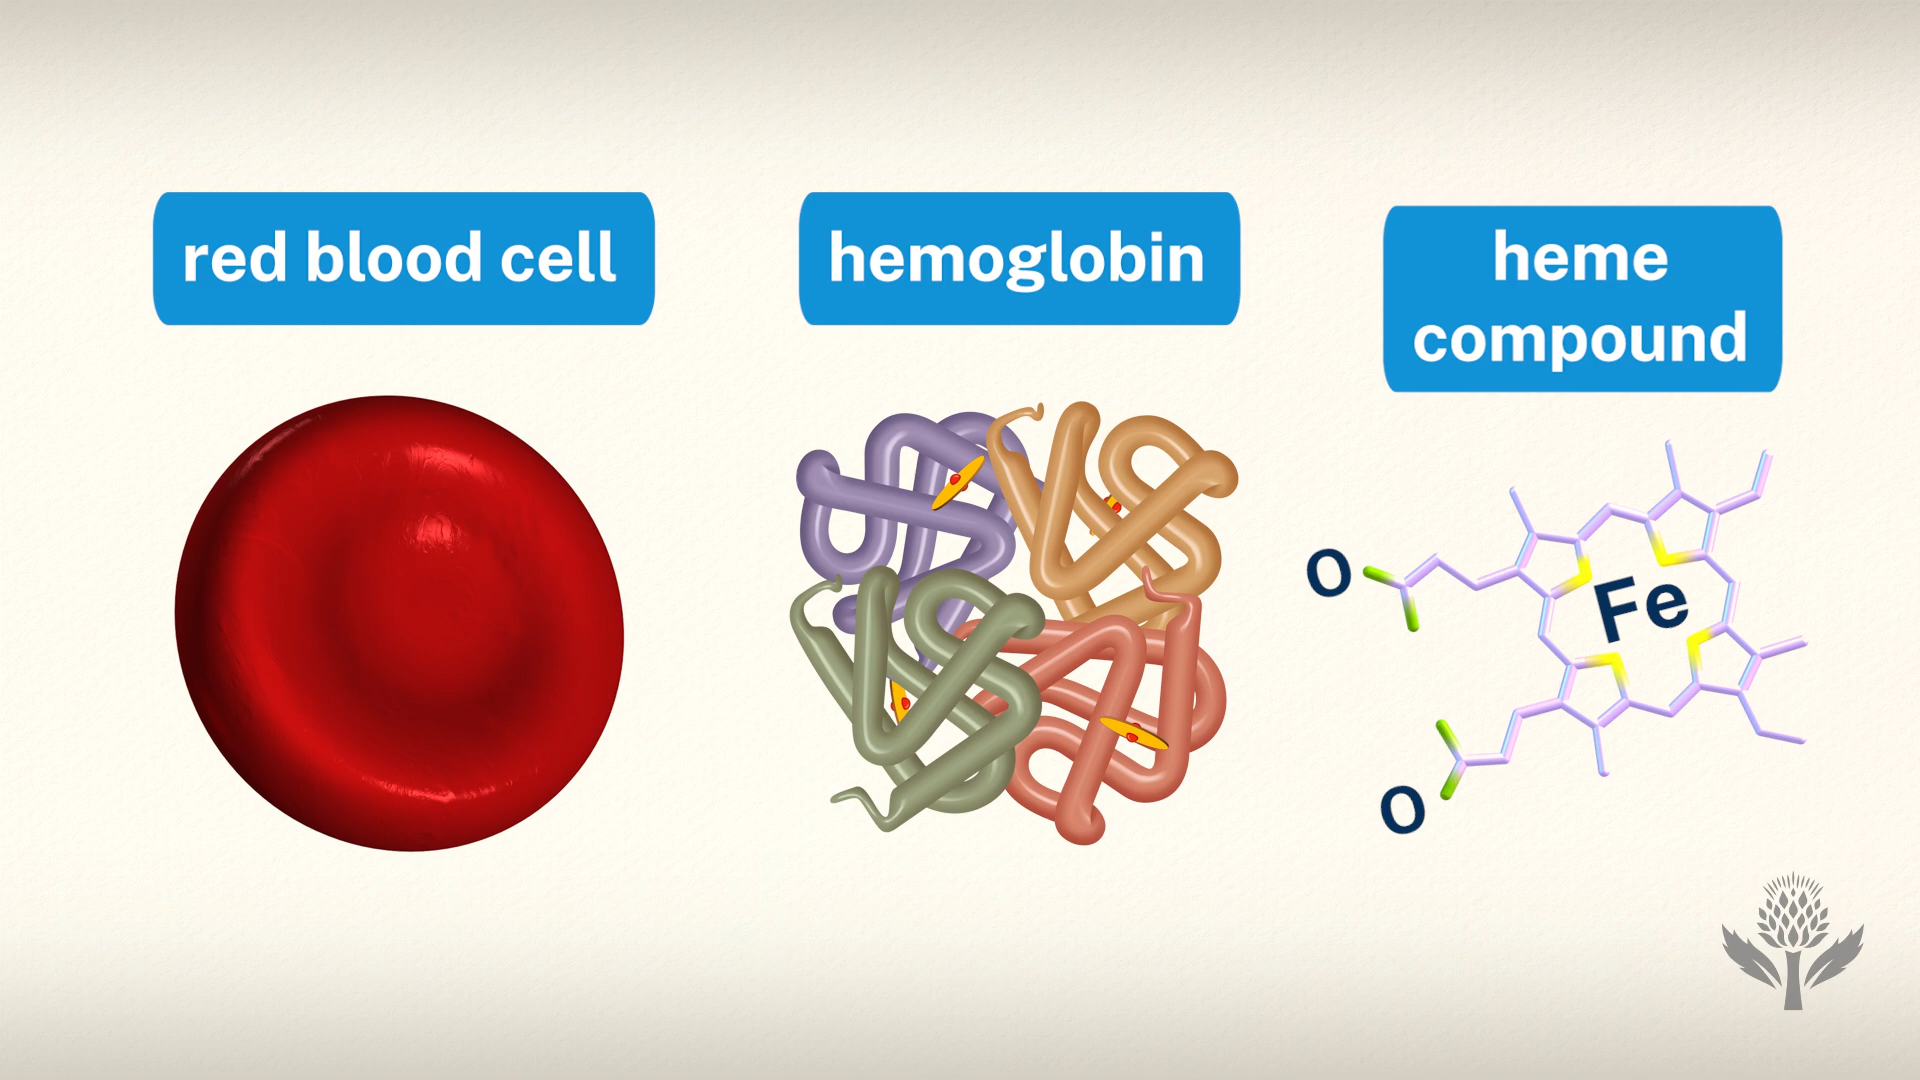 red blood cell
hemoglobin
heme
compound
O
Fe
O